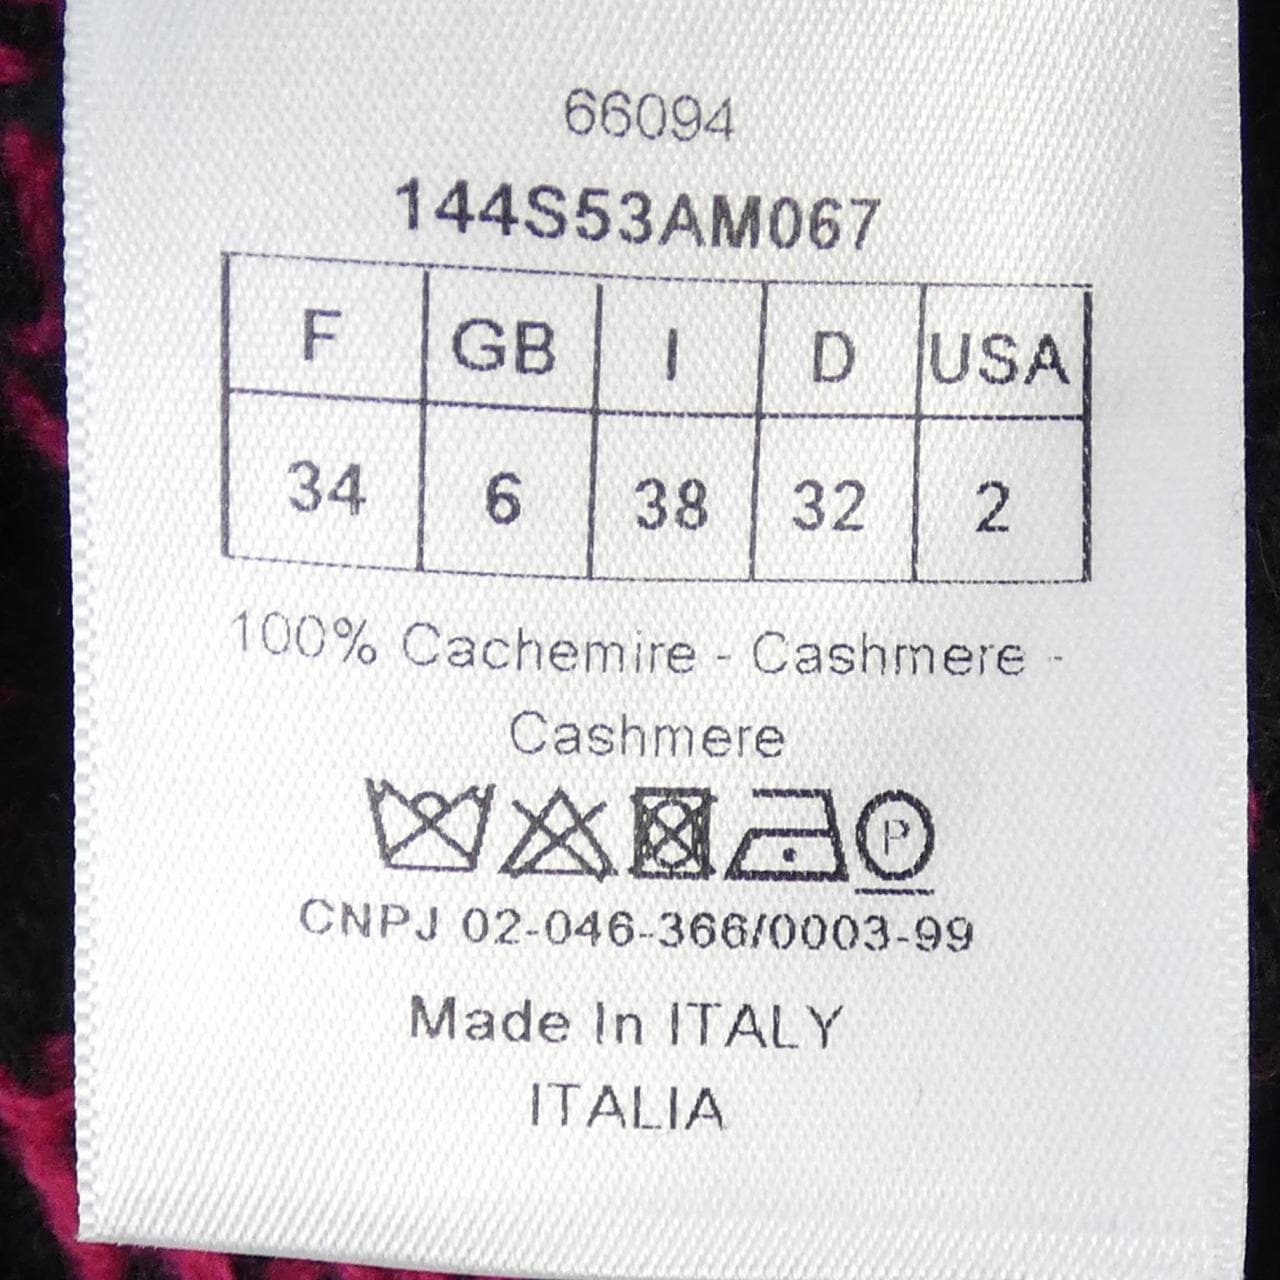 66094
144S53AM067
F GB I D USA
34 6 38 32 2
100% Cachemire - Cashmere -
Cashmere
P
CNPJ 02-046-366/0003-99
Made In ITALY
ITALIA